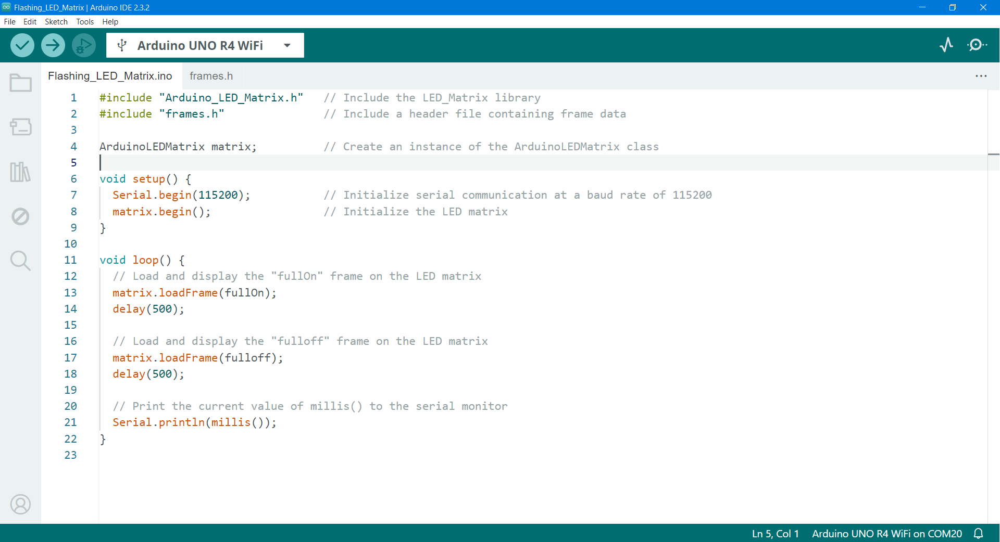 Flashing_LED_Matrix | Arduino IDE 2.3.2
File Edit Sketch Tools Help
Arduino UNO R4 WiFi
Flashing_LED_Matrix.ino frames.h
1 #include "Arduino_LED_Matrix.h" // Include the LED_Matrix library
2 #include "frames.h" // Include a header file containing frame data
3
4 ArduinoLEDMatrix matrix; // Create an instance of the ArduinoLEDMatrix class
5
6 void setup() {
7 Serial.begin(115200); // Initialize serial communication at a baud rate of 115200
8 matrix.begin(); // Initialize the LED matrix
9 }
10
11 void loop() {
12 // Load and display the "fullOn" frame on the LED matrix
13 matrix.loadFrame(fullOn);
14 delay(500);
15
16 // Load and display the "fulloff" frame on the LED matrix
17 matrix.loadFrame(fulloff);
18 delay(500);
19
20 // Print the current value of millis() to the serial monitor
21 Serial.println(millis());
22 }
23
Ln 5, Col 1 Arduino UNO R4 WiFi on COM20